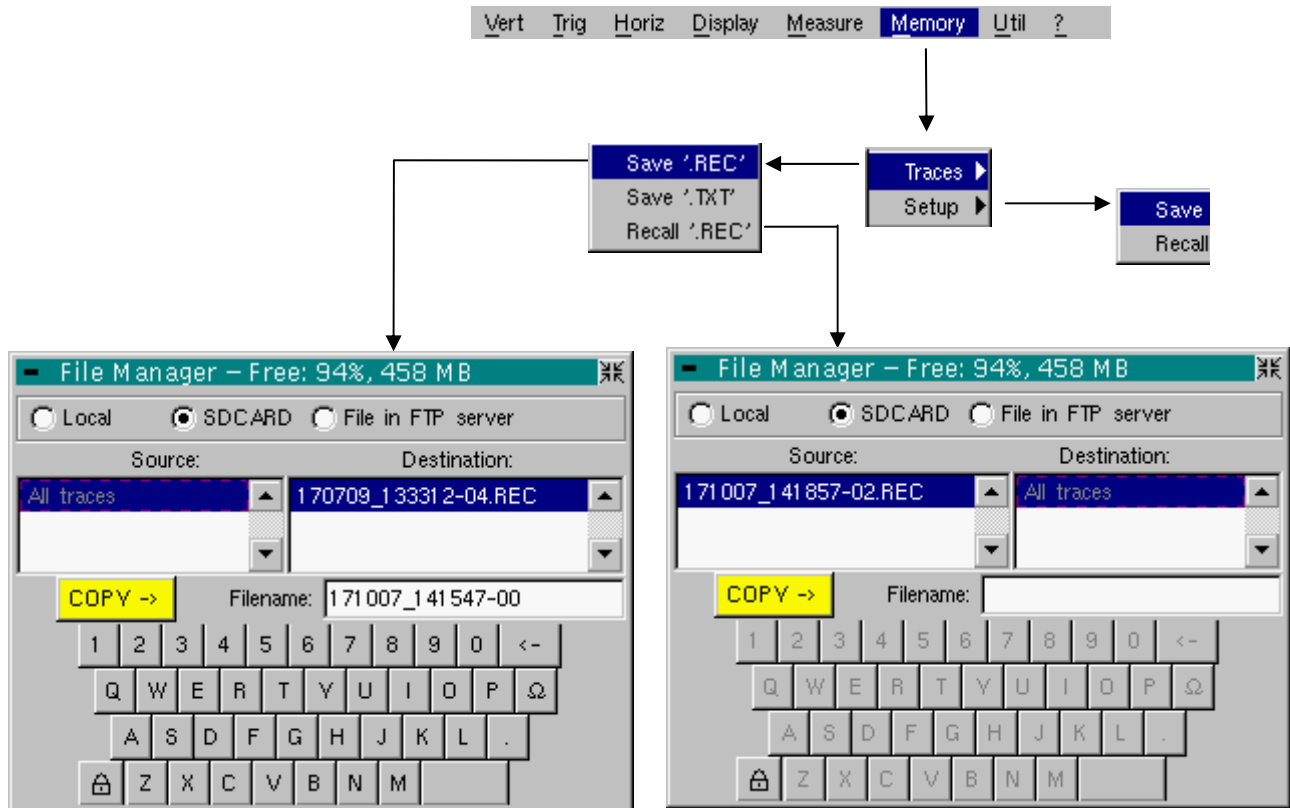 Vert Trig Horiz Display Measure Memory Util ?
Save '.REC'
Save '.TXT'
Recall '.REC'
Traces
Setup
Save
Recall
File Manager – Free: 94%, 458 MB
Local SDCARD File in FTP server
Source: Destination:
All traces 170709_133312-04.REC
COPY -> Filename: 171007_141547-00
1 2 3 4 5 6 7 8 9 0 <-
Q W E R T Y U I O P Ω
A S D F G H J K L .
Z X C V B N M
File Manager – Free: 94%, 458 MB
Local SDCARD File in FTP server
Source: Destination:
171007_141857-02.REC All traces
COPY -> Filename:
1 2 3 4 5 6 7 8 9 0 <-
Q W E R T Y U I O P Ω
A S D F G H J K L .
Z X C V B N M